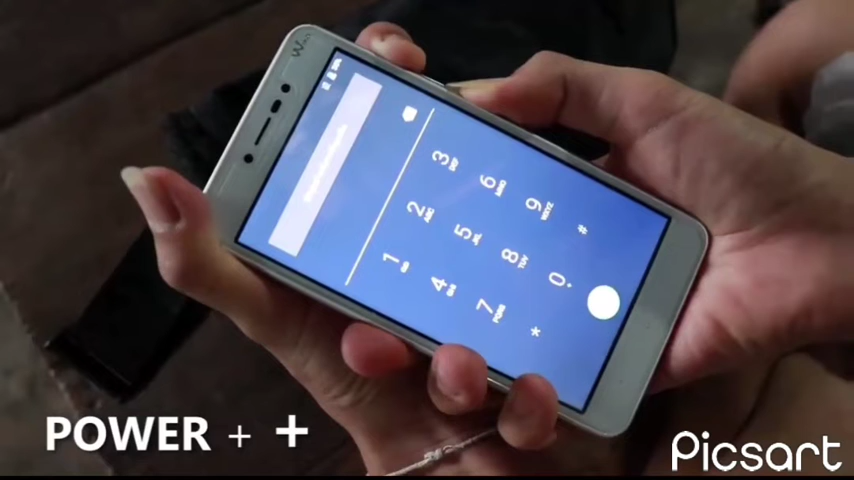 Wiko
1
2 ABC
3 DEF
4 GHI
5 JKL
6 MNO
7 PQRS
8 TUV
9 WXYZ
*
0 +
#
POWER + +
Picsart